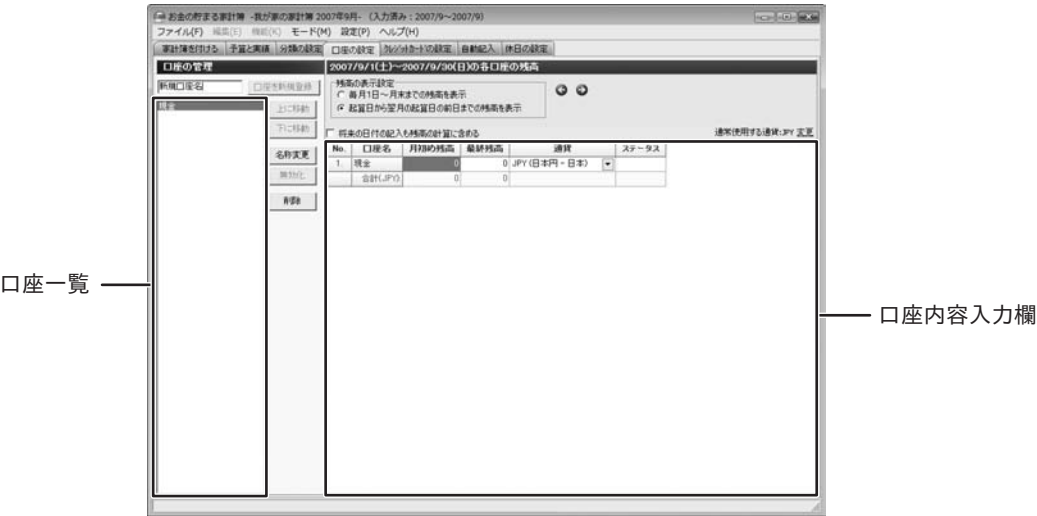 お金の貯まる家計簿 -我が家の家計簿 2007年9月- （入力済み：2007/9～2007/9）
ファイル(F) 編集(E) 機能(K) モード(M) 設定(P) ヘルプ(H)
家計簿を付ける 予算と実績 分類の設定 口座の設定 クレジットカードの設定 自動記入 休日の設定
口座の管理
2007/9/1(土)～2007/9/30(日)の各口座の残高
新規口座名 口座を新規登録
残高の表示設定
毎月1日～月末までの残高を表示
起算日から翌月の起算日の前日までの残高を表示
現金
上に移動
下に移動
名称変更
無効化
削除
将来の日付の記入も残高の計算に含める
通常使用する通貨:JPY 変更
No. 口座名 月初め残高 最終残高 通貨 ステータス
1. 現金 0 0 JPY (日本円 - 日本)
合計(JPY) 0 0
口座一覧
口座内容入力欄